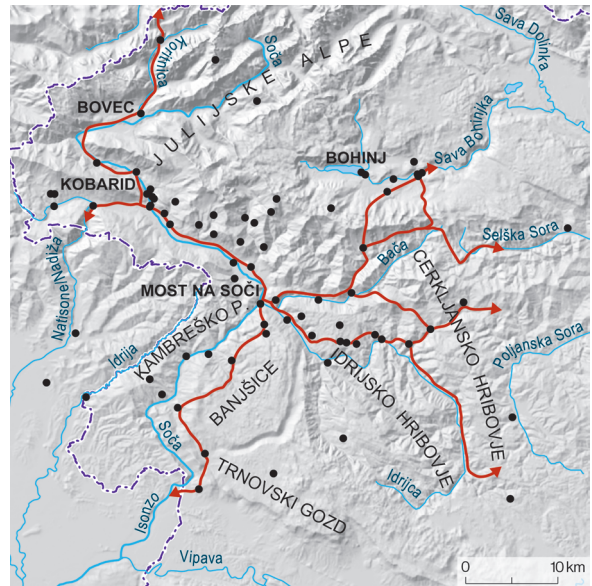 Sava Dolinka
Koritnica
Soča
JULIJSKE ALPE
BOVEC
Sava Bohinjka
BOHINJ
KOBARID
Selška Sora
Natisone/Nadiža
Bača
CERKLJANSKO HRIBOVJE
MOST NA SOČI
KAMBREŠKO P.
Idrija
Poljanska Sora
IDRIJSKO HRIBOVJE
BANJŠICE
Soča
TRNOVSKI GOZD
Idrijca
Isonzo
Vipava
0 10 km